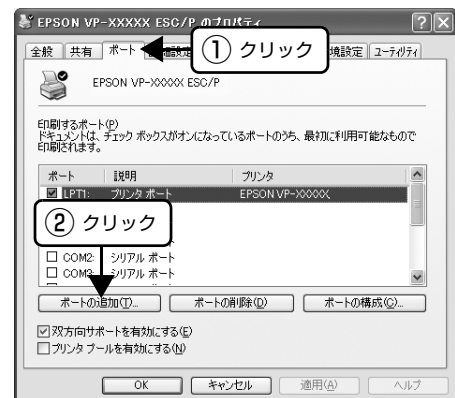 EPSON VP-XXXXX ESC/P のプロパティ
全般 共有 ポート 境設定 ユーティリティ
① クリック
EPSON VP-XXXXX ESC/P
印刷するポート(P)
ドキュメントは、チェック ボックスがオンになっているポートのうち、最初に利用可能なもので
印刷されます。
ポート 説明 プリンタ
LPT1: プリンタ ポート EPSON VP-XXXXX,
② クリック
COM2: シリアル ポート
COM3: シリアル ポート
ポートの追加(T)... ポートの削除(D) ポートの構成(C)...
双方向サポートを有効にする(E)
プリンタ プールを有効にする(N)
OK キャンセル 適用(A) ヘルプ